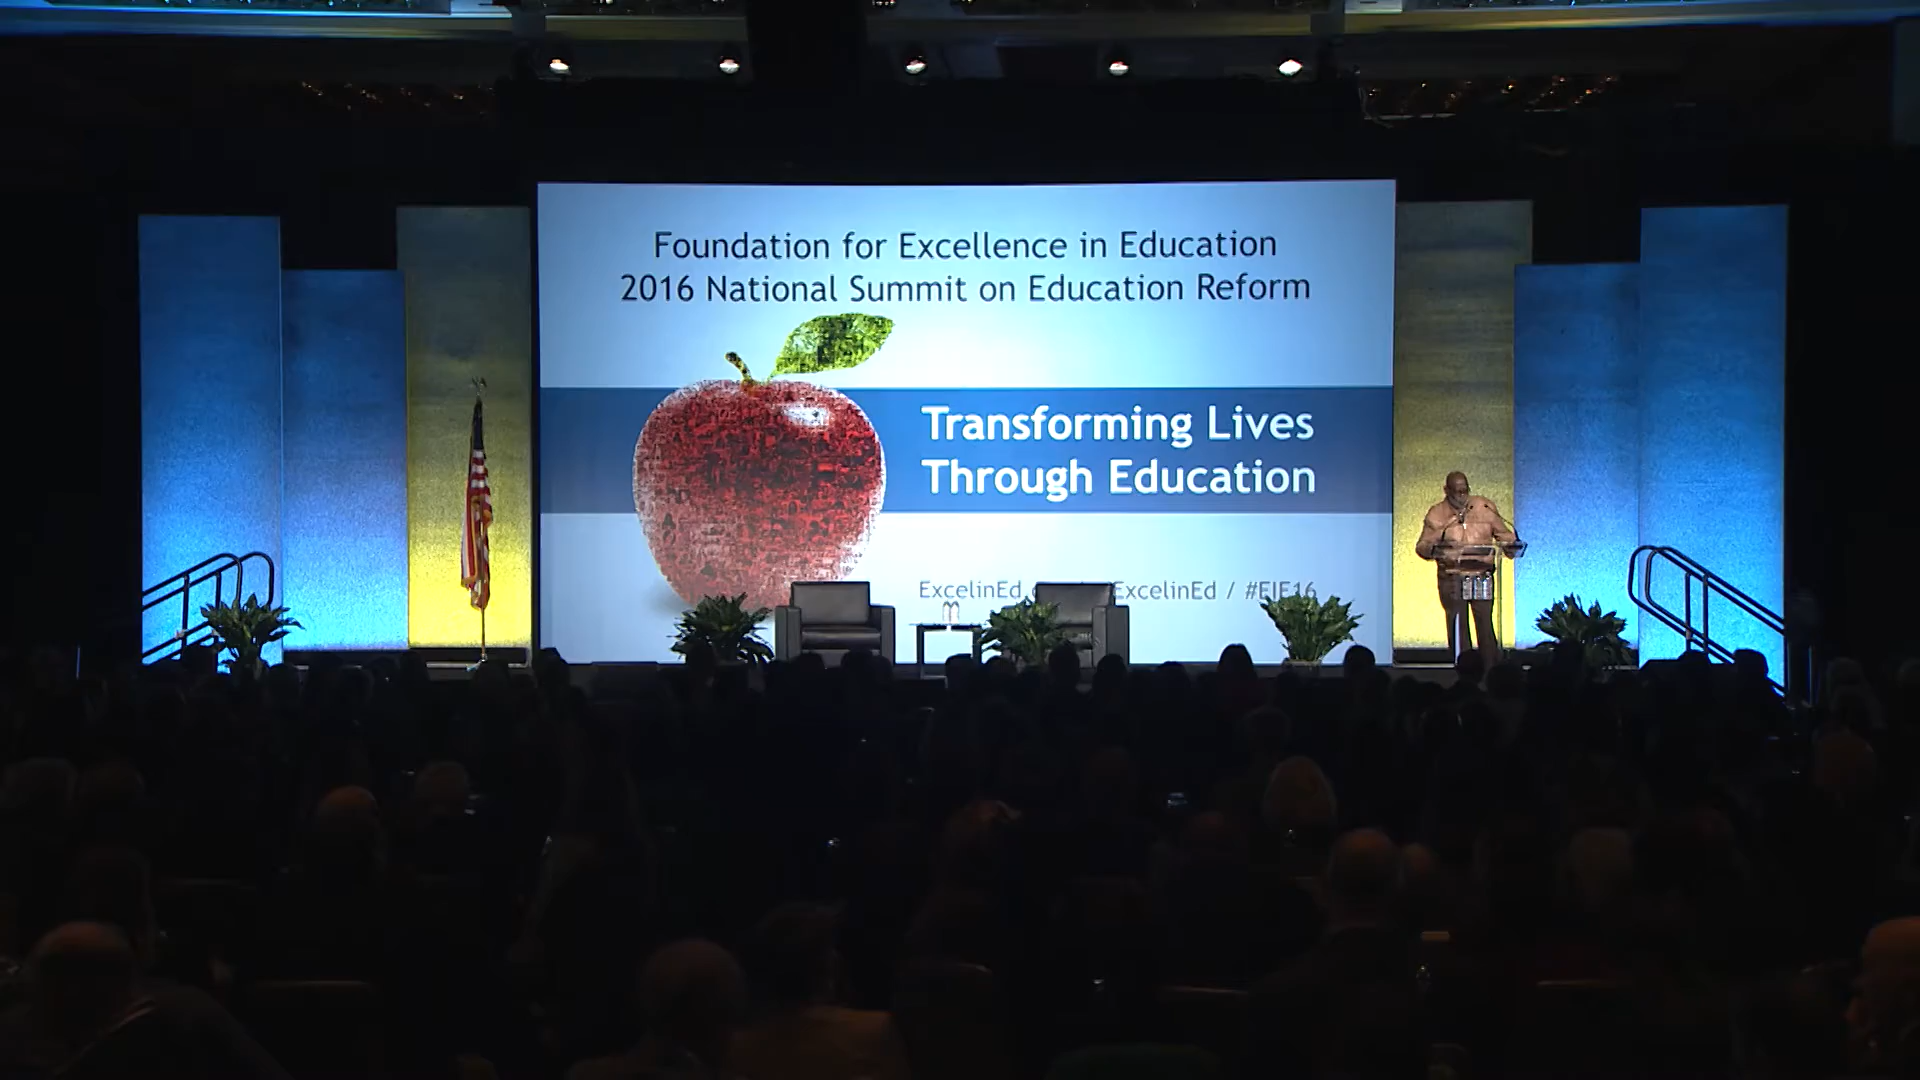 Foundation for Excellence in Education
2016 National Summit on Education Reform
Transforming Lives
Through Education
ExcelinEd ExcelinEd / #EIE16